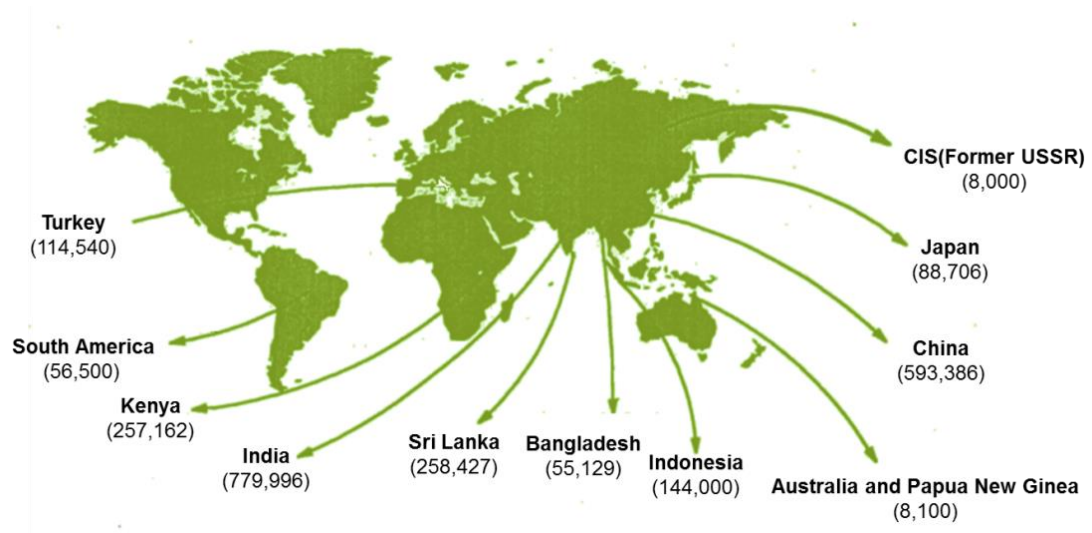 CIS(Former USSR)
(8,000)
Turkey
(114,540)
Japan
(88,706)
South America
(56,500)
China
(593,386)
Kenya
(257,162)
India
(779,996)
Sri Lanka
(258,427)
Bangladesh
(55,129)
Indonesia
(144,000)
Australia and Papua New Ginea
(8,100)